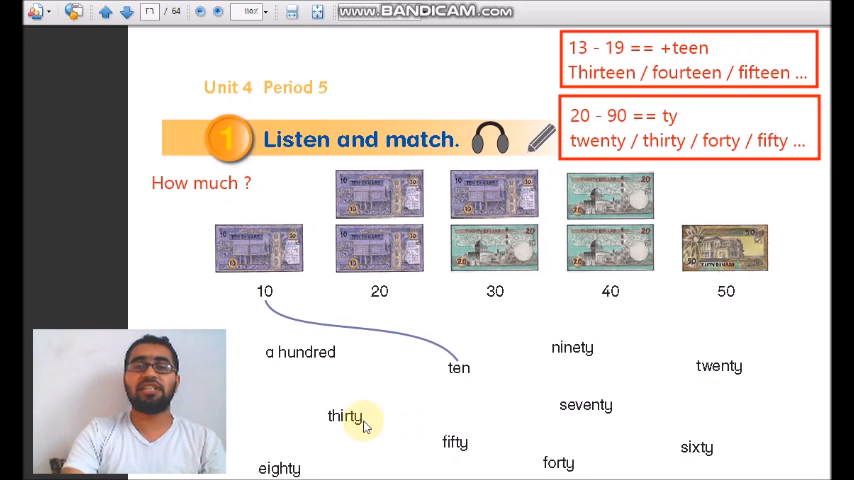 / 64
110%
www.BANDICAM.com
13 - 19 == +teen
Thirteen / fourteen / fifteen ...
20 - 90 == ty
twenty / thirty / forty / fifty ...
Unit 4 Period 5
1 Listen and match.
How much ?
10 20 30 40 50
a hundred
ten
ninety
twenty
thirty
seventy
fifty
sixty
forty
eighty